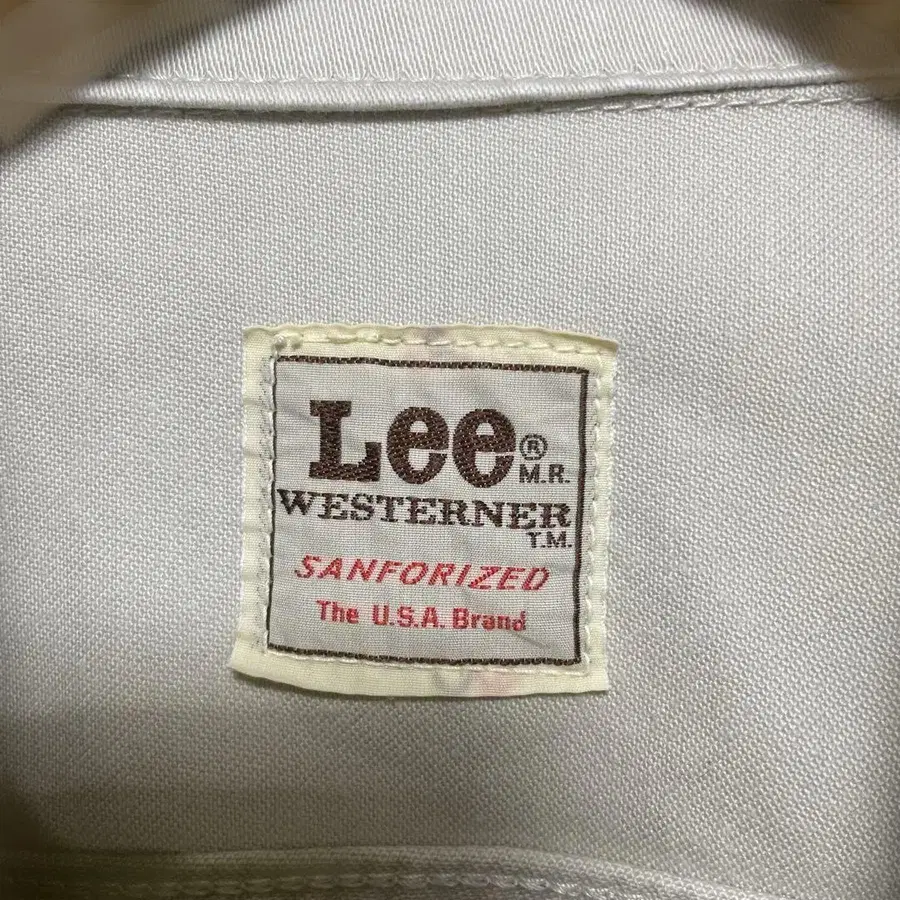 Lee®
M.R.
WESTERNER
T.M.
SANFORIZED
The U.S.A. Brand